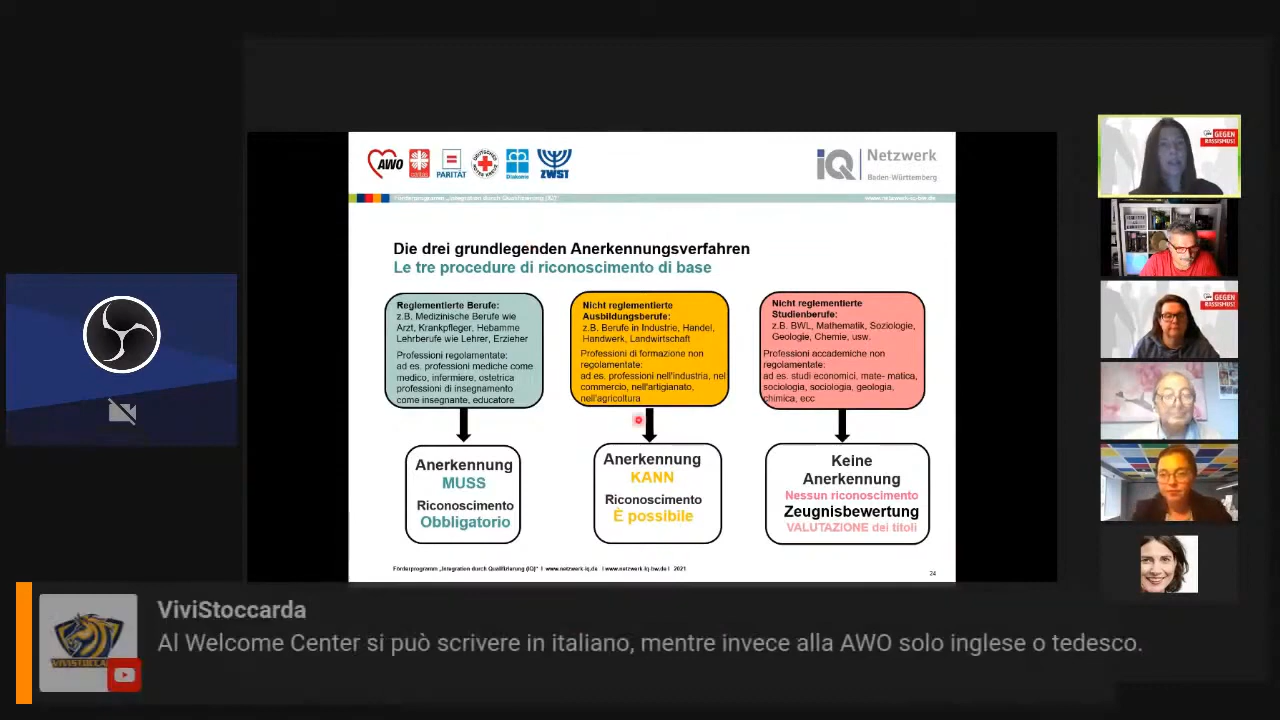 AWO
PARITÄT
Diakonie
ZWST
iQ Netzwerk
Baden-Württemberg
Förderprogramm „Integration durch Qualifizierung (IQ)“
www.netzwerk-iq-bw.de
Die drei grundlegenden Anerkennungsverfahren
Le tre procedure di riconoscimento di base
Reglementierte Berufe:
z.B. Medizinische Berufe wie
Arzt, Krankpfleger, Hebamme
Lehrberufe wie Lehrer, Erzieher
Professioni regolamentate:
ad es. professioni mediche come
medico, infermiere, ostetrica
professioni di insegnamento
come insegnante, educatore
Anerkennung
MUSS
Riconoscimento
Obbligatorio
Nicht reglementierte
Ausbildungsberufe:
z.B. Berufe in Industrie, Handel,
Handwerk, Landwirtschaft
Professioni di formazione non
regolamentate:
ad es. professioni nell'industria, nel
commercio, nell'artigianato,
nell'agricoltura
Anerkennung
KANN
Riconoscimento
È possibile
Nicht reglementierte
Studienberufe:
z.B. BWL, Mathematik, Soziologie,
Geologie, Chemie, usw.
Professioni accademiche non
regolamentate:
ad es. studi economici, mate- matica,
sociologia, sociologia, geologia,
chimica, ecc
Keine
Anerkennung
Nessun riconoscimento
Zeugnisbewertung
VALUTAZIONE dei titoli
Förderprogramm „Integration durch Qualifizierung (IQ)“ I www.netzwerk-iq.de I www.netzwerk-iq-bw.de I 2021
24
GEGEN
RASSISMUS!
GEGEN
RASSISMUS!
ViviStoccarda
Al Welcome Center si può scrivere in italiano, mentre invece alla AWO solo inglese o tedesco.